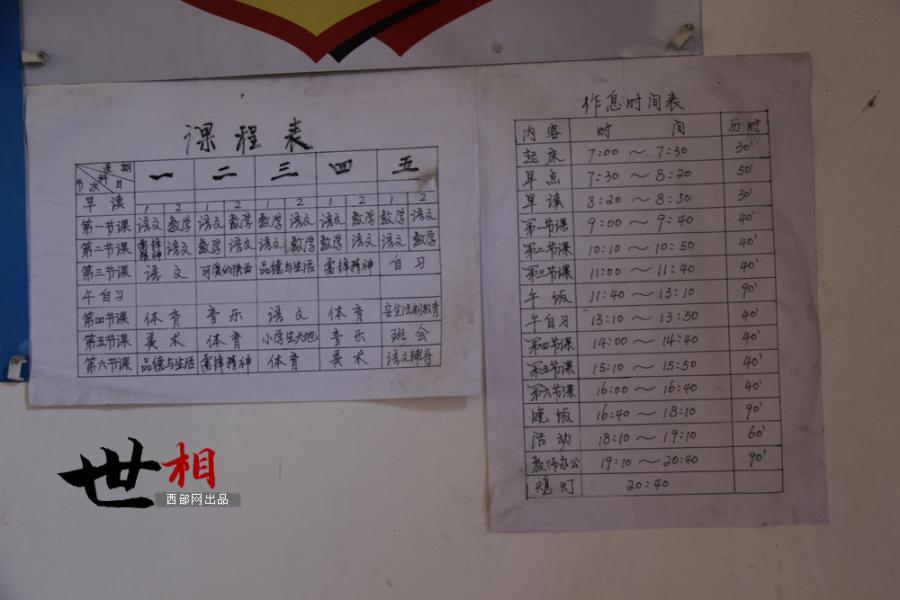 课程表
星期 一 二 三 四 五
节次 科目
早读 1 2 1 2 1 2 1 2 1 2
第一节课 语文 数学 语文 数学 数学 语文 语文 数学 数学 语文
第二节课 雷锋精神 语文 数学 语文 语文 数学 数学 语文 语文 数学
第三节课 语文 可爱的陕西 品德与生活 雷锋精神 自习
午自习
第四节课 体育 音乐 语文 体育 安全法制教育
第五节课 美术 体育 小学生天地 音乐 班会
第六节课 品德与生活 雷锋精神 体育 美术 语文辅导
作息时间表
内容 时间 历时
起床 7:00～7:30 30'
早点 7:30～8:20 50'
早读 8:20～8:50 30'
第一节课 9:00～9:40 40'
第二节课 10:10～10:50 40'
第三节课 11:00～11:40 40'
午饭 11:40～13:10 90'
午自习 13:10～13:50 40'
第四节课 14:00～14:40 40'
第五节课 15:10～15:50 40'
第六节课 16:00～16:40 40'
晚饭 16:40～18:10 90'
活动 18:10～19:10 60'
教师办公 19:10～20:40 90'
熄灯 20:40
世相
西部网出品